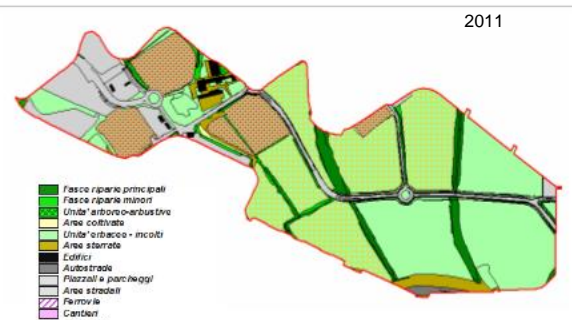 2011
Fasce riparie principali
Fasce riparie minori
Unita' arboreo-arbustive
Aree coltivate
Unita' erbacee - incolti
Aree sterrate
Edifici
Autostrade
Piazzali e parcheggi
Aree stradali
Ferrovie
Cantieri